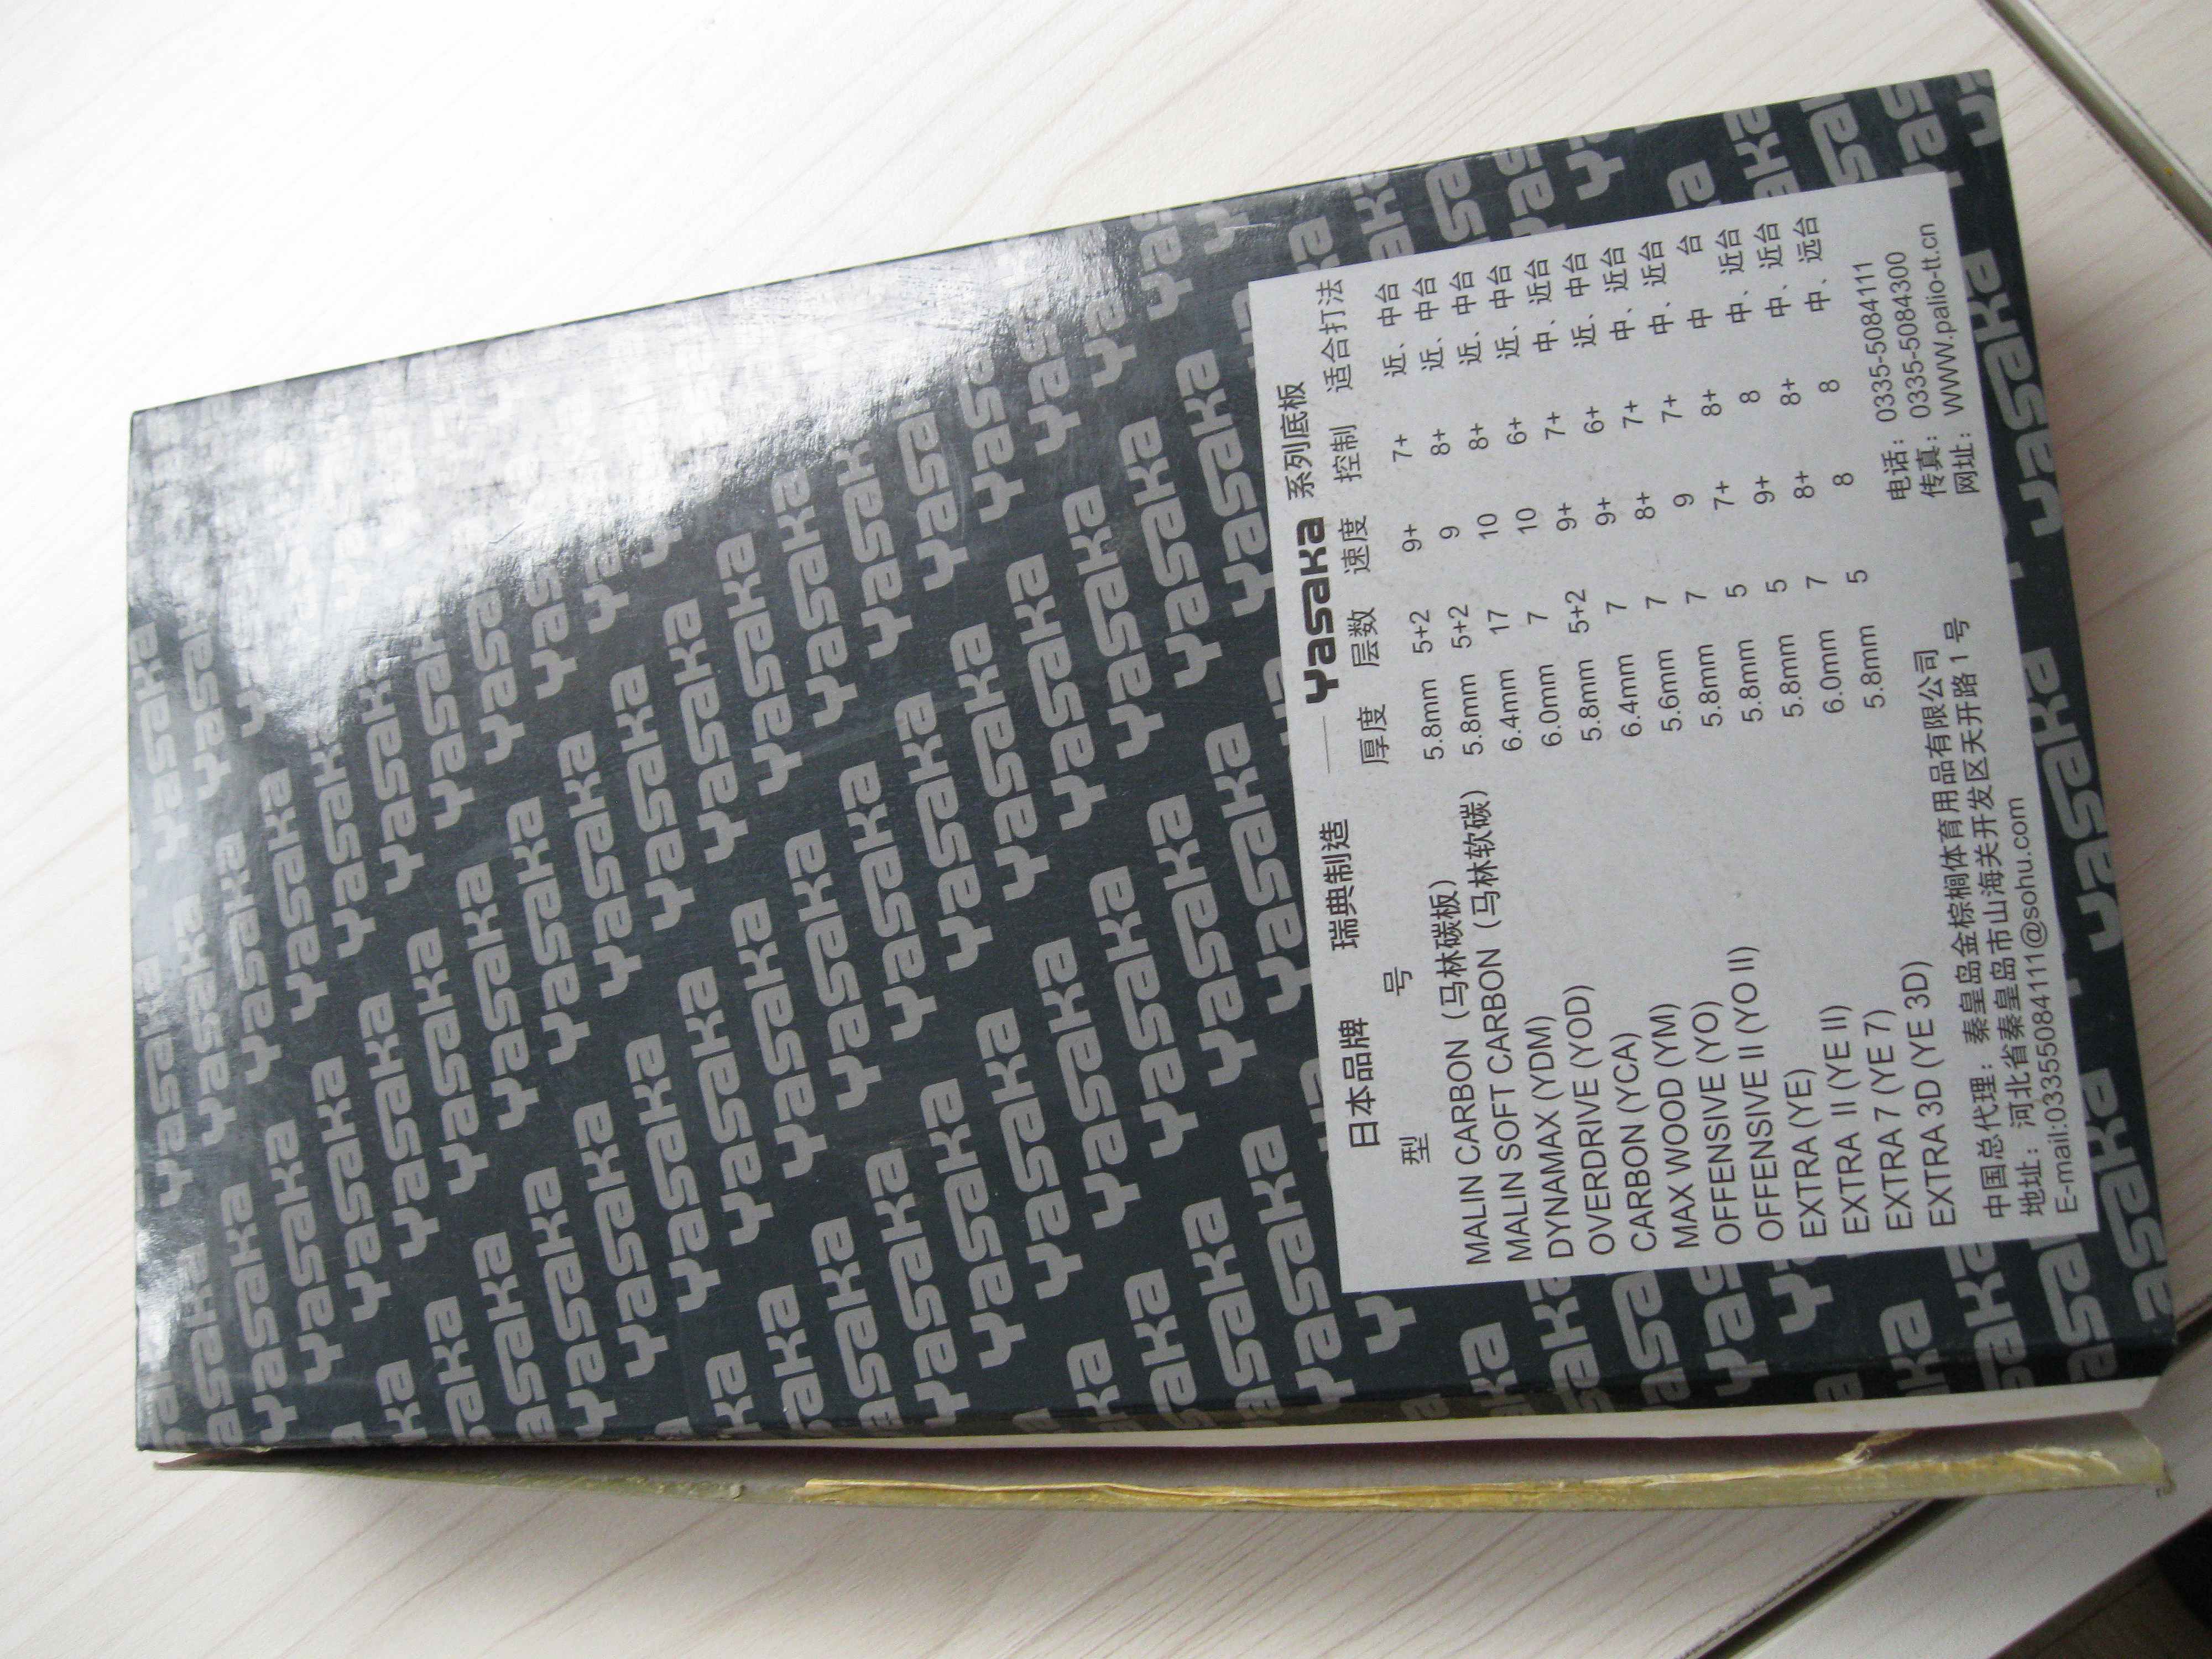 日本品牌 瑞典制造 —— Yasaka 系列底板
型 号 厚度 层数 速度 控制 适合打法
MALIN CARBON (马林碳板) 5.8mm 5+2 9+ 7+ 近、中台
MALIN SOFT CARBON (马林软碳) 5.8mm 5+2 9 8+ 近、中台
DYNAMAX (YDM) 6.4mm 17 10 8+ 近、中台
OVERDRIVE (YOD) 6.0mm 7 10 6+ 近、中台
CARBON (YCA) 5.8mm 5+2 9+ 7+ 中、近台
MAX WOOD (YM) 6.4mm 7 9+ 6+ 近、中台
OFFENSIVE (YO) 5.6mm 7 8+ 7+ 中、近台
OFFENSIVE II (YO II) 5.8mm 7 9 7+ 中、近台
EXTRA (YE) 5.8mm 5 7+ 8+ 中 台
EXTRA II (YE II) 5.8mm 5 9+ 8 中、近台
EXTRA 7 (YE 7) 6.0mm 7 8+ 8+ 中、近台
EXTRA 3D (YE 3D) 5.8mm 5 8 8 中、远台
中国总代理：秦皇岛金棕榈体育用品有限公司 电话：0335-5084111
地址：河北省秦皇岛市山海关开发区天开路1号 传真：0335-5084300
E-mail:03355084111@sohu.com 网址：WWW.palio-tt.cn
Yasaka